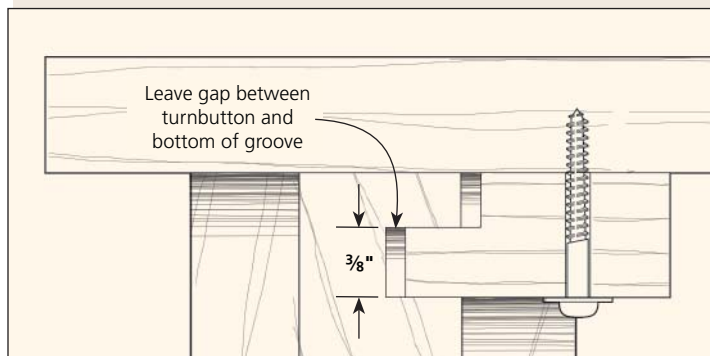 Leave gap between
turnbutton and
bottom of groove
⅜"